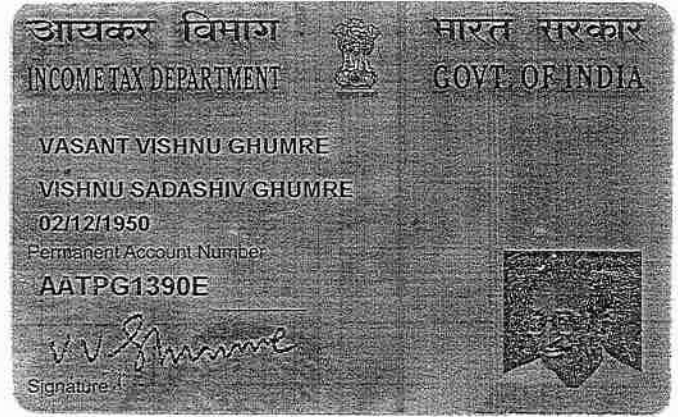 आयकर विभाग भारत सरकार
INCOME TAX DEPARTMENT GOVT. OF INDIA
VASANT VISHNU GHUMRE
VISHNU SADASHIV GHUMRE
02/12/1950
Permanent Account Number
AATPG1390E
Signature